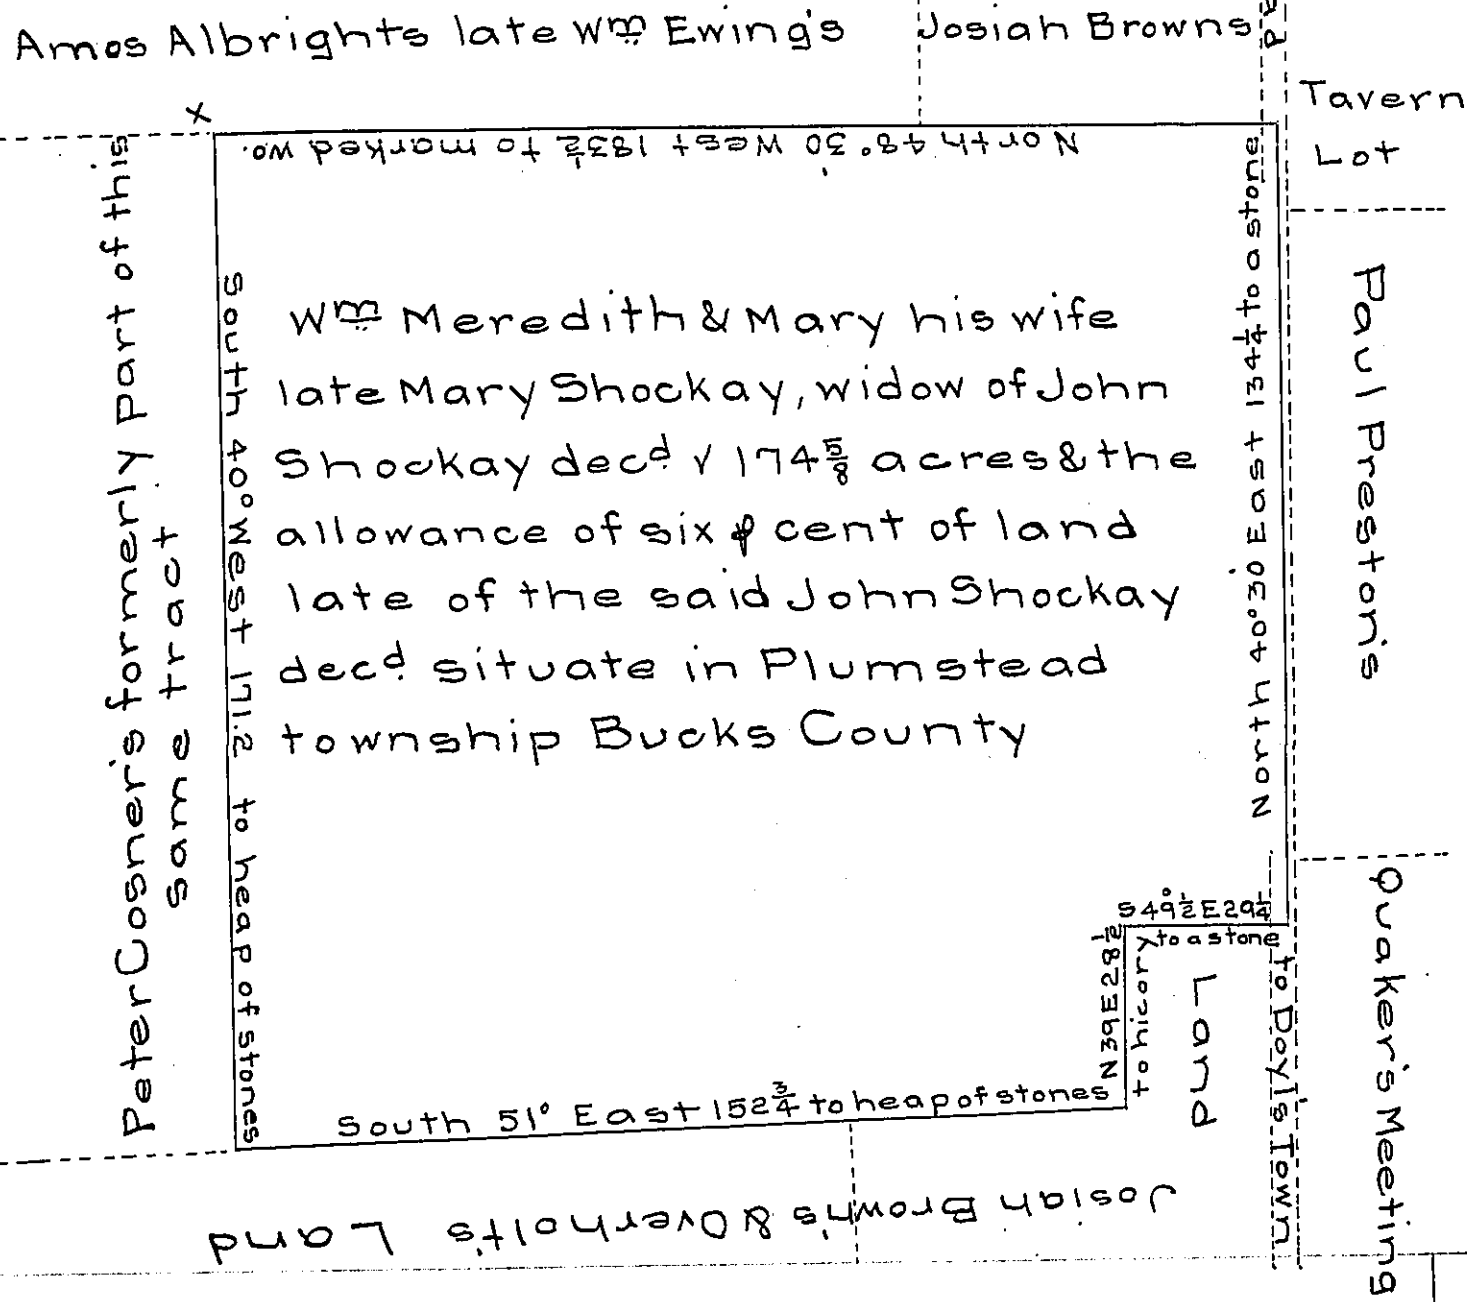 Amos Albrights late Wm Ewing's
Josiah Browns
Tavern
Lot
North 48°30' West 183½ to marked wo.
Peter Cosner's formerly part of this
same tract
South 40° West 171.2 to heap of stones
Wm Meredith & Mary his wife
late Mary Shockay, widow of John
Shockay decd √ 174⅝ acres & the
allowance of six ⅌ cent of land
late of the said John Shockay
decd situate in Plumstead
township Bucks County
North 40°30' East 134¼ to a stone
Paul Preston's
S 49°½ E 29¼
to a stone
N 39 E 28½
to hicory
Land
to Doyl's Town
Quaker's Meeting
South 51° East 152¾ to heap of stones
Josiah Brown's & Overholt's Land
X